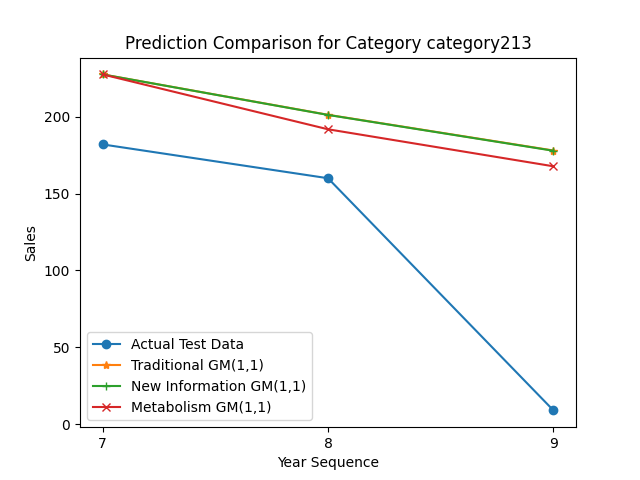 Prediction Comparison for Category category213
Sales
200
150
100
50
0
Actual Test Data
Traditional GM(1,1)
New Information GM(1,1)
Metabolism GM(1,1)
7
8
9
Year Sequence